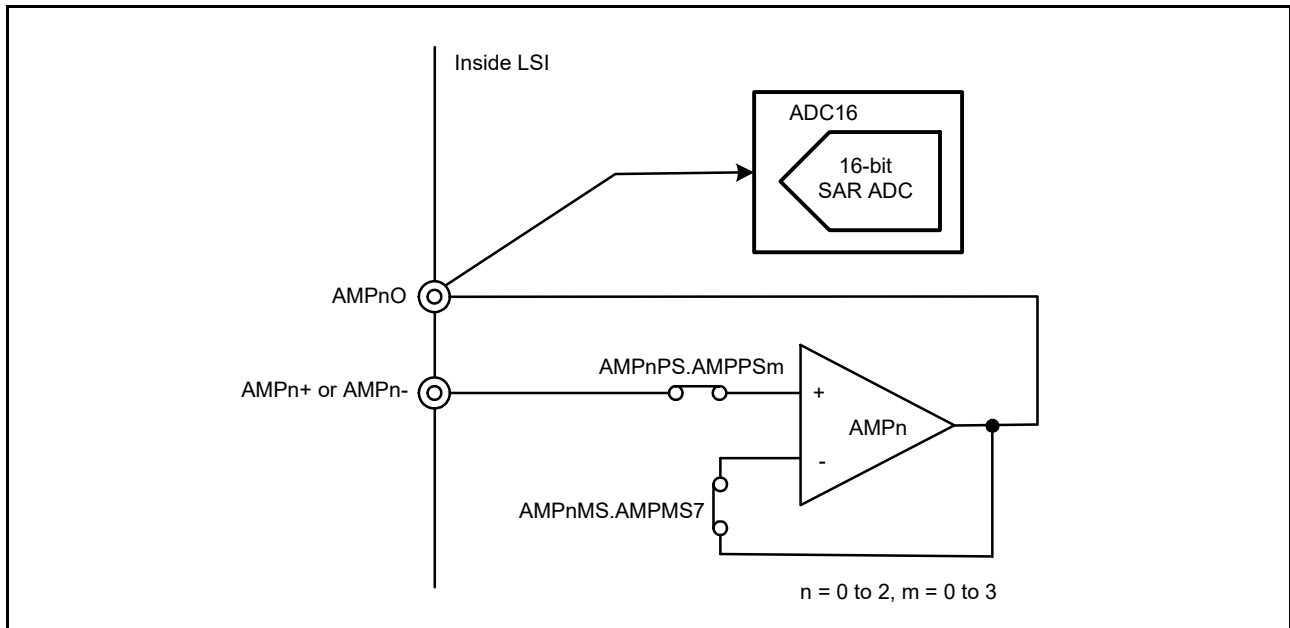 Inside LSI
ADC16
16-bit
SAR ADC
AMPnO
AMPnPS.AMPPSm
AMPn+ or AMPn-
+
AMPn
-
AMPnMS.AMPMS7
n = 0 to 2, m = 0 to 3